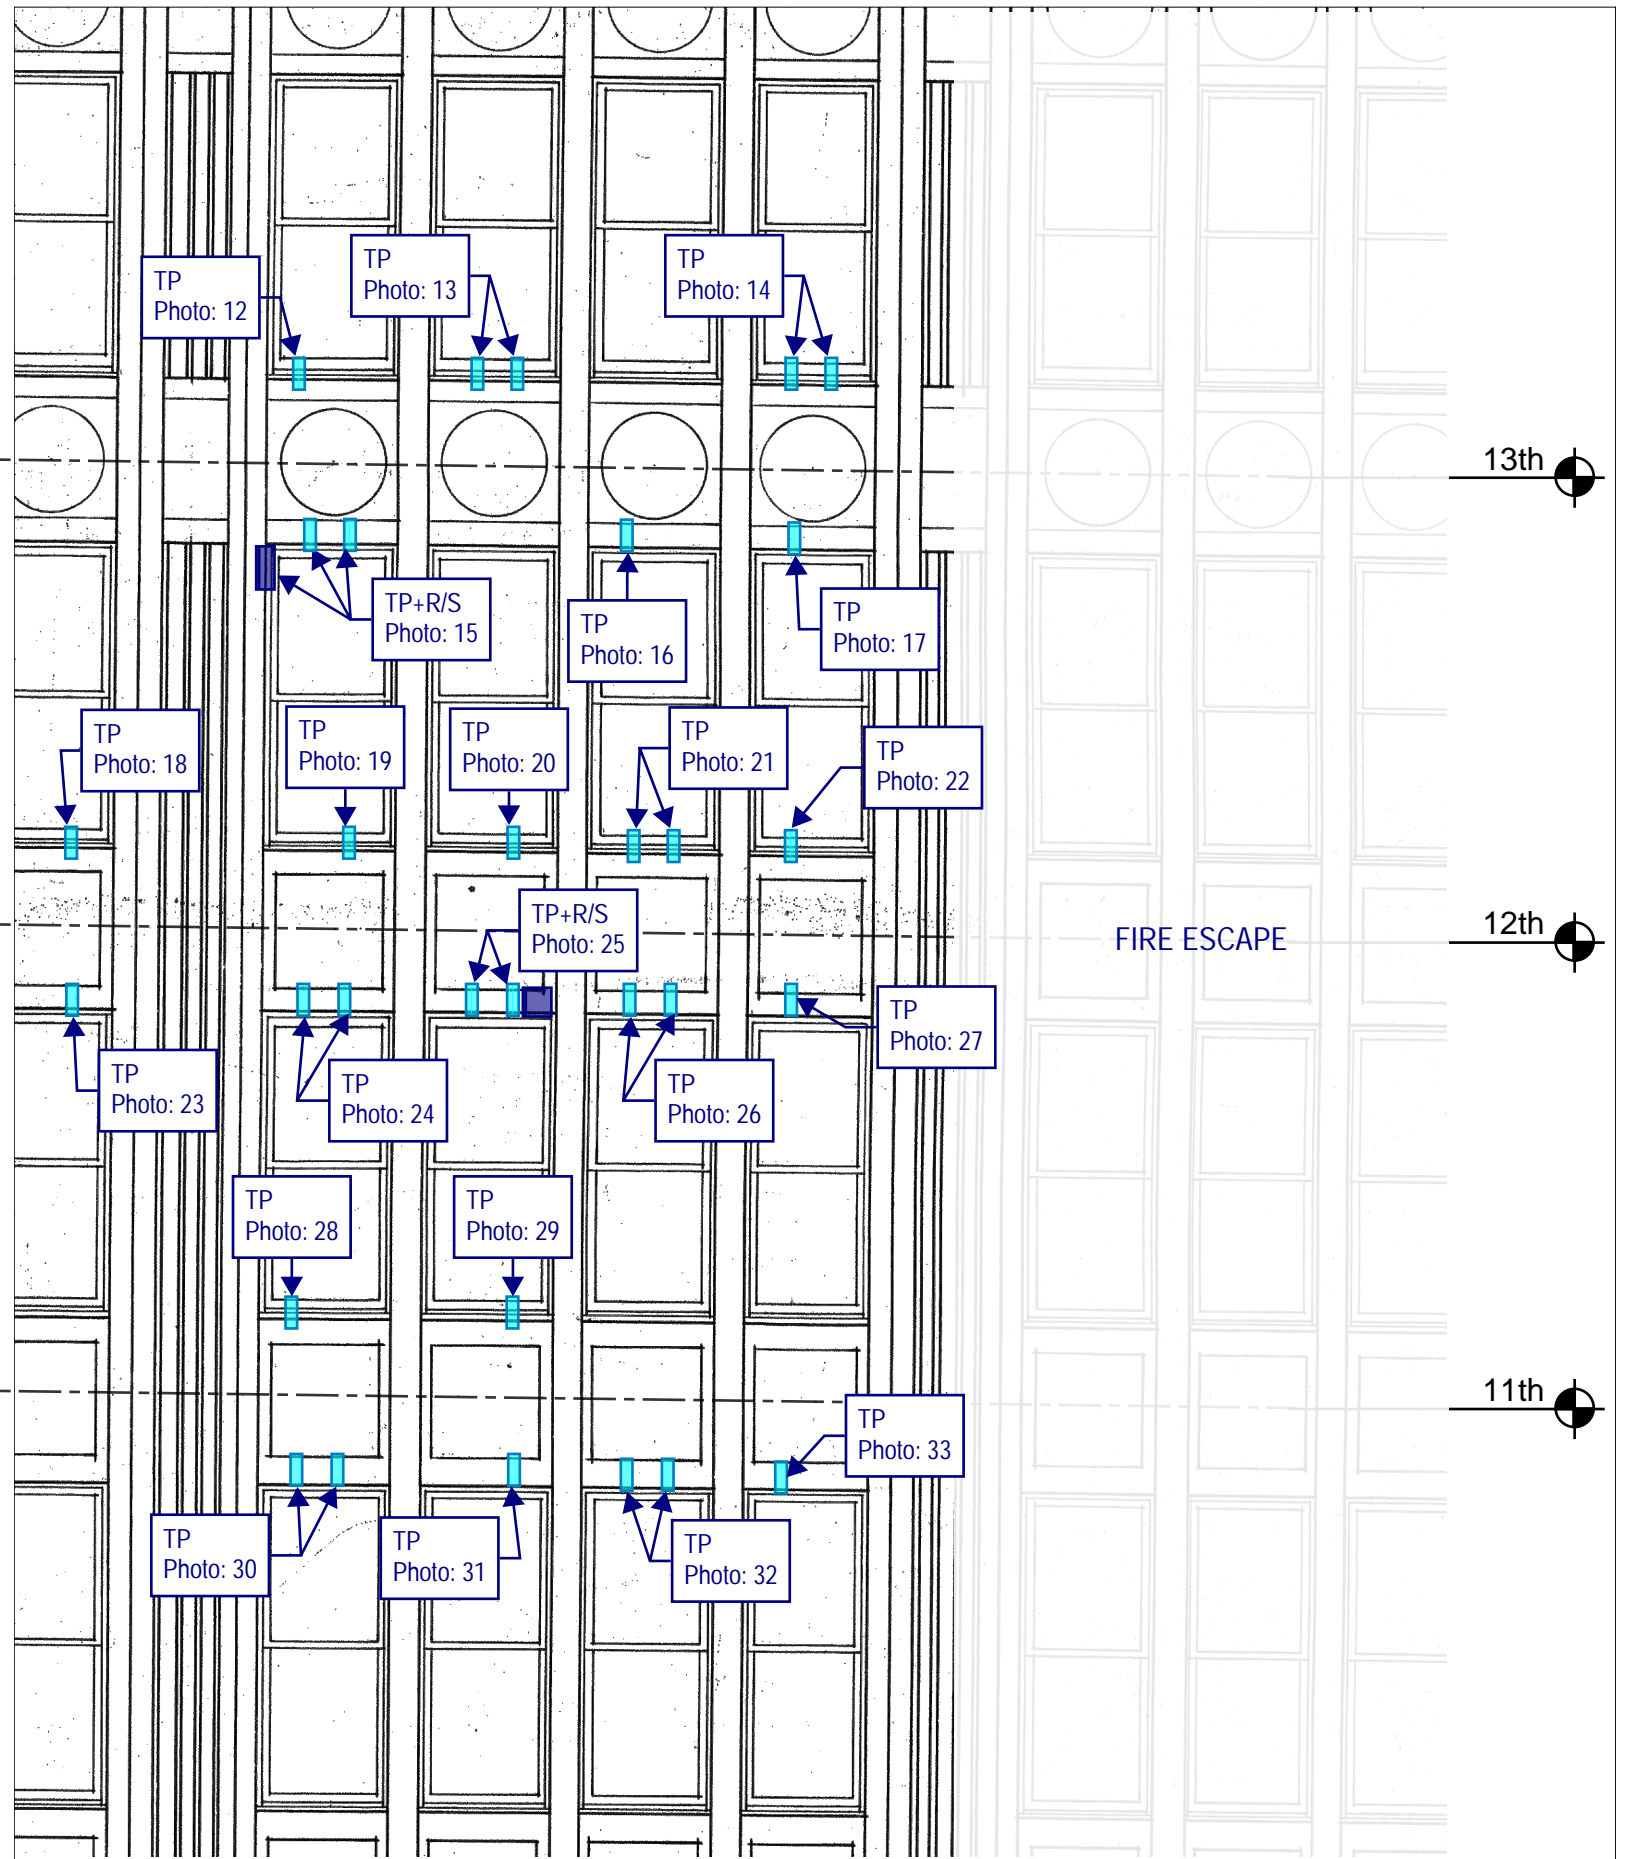 TP
Photo: 12
TP
Photo: 13
TP
Photo: 14
13th
TP+R/S
Photo: 15
TP
Photo: 16
TP
Photo: 17
TP
Photo: 18
TP
Photo: 19
TP
Photo: 20
TP
Photo: 21
TP
Photo: 22
TP+R/S
Photo: 25
FIRE ESCAPE
12th
TP
Photo: 23
TP
Photo: 24
TP
Photo: 26
TP
Photo: 27
TP
Photo: 28
TP
Photo: 29
11th
TP
Photo: 33
TP
Photo: 30
TP
Photo: 31
TP
Photo: 32